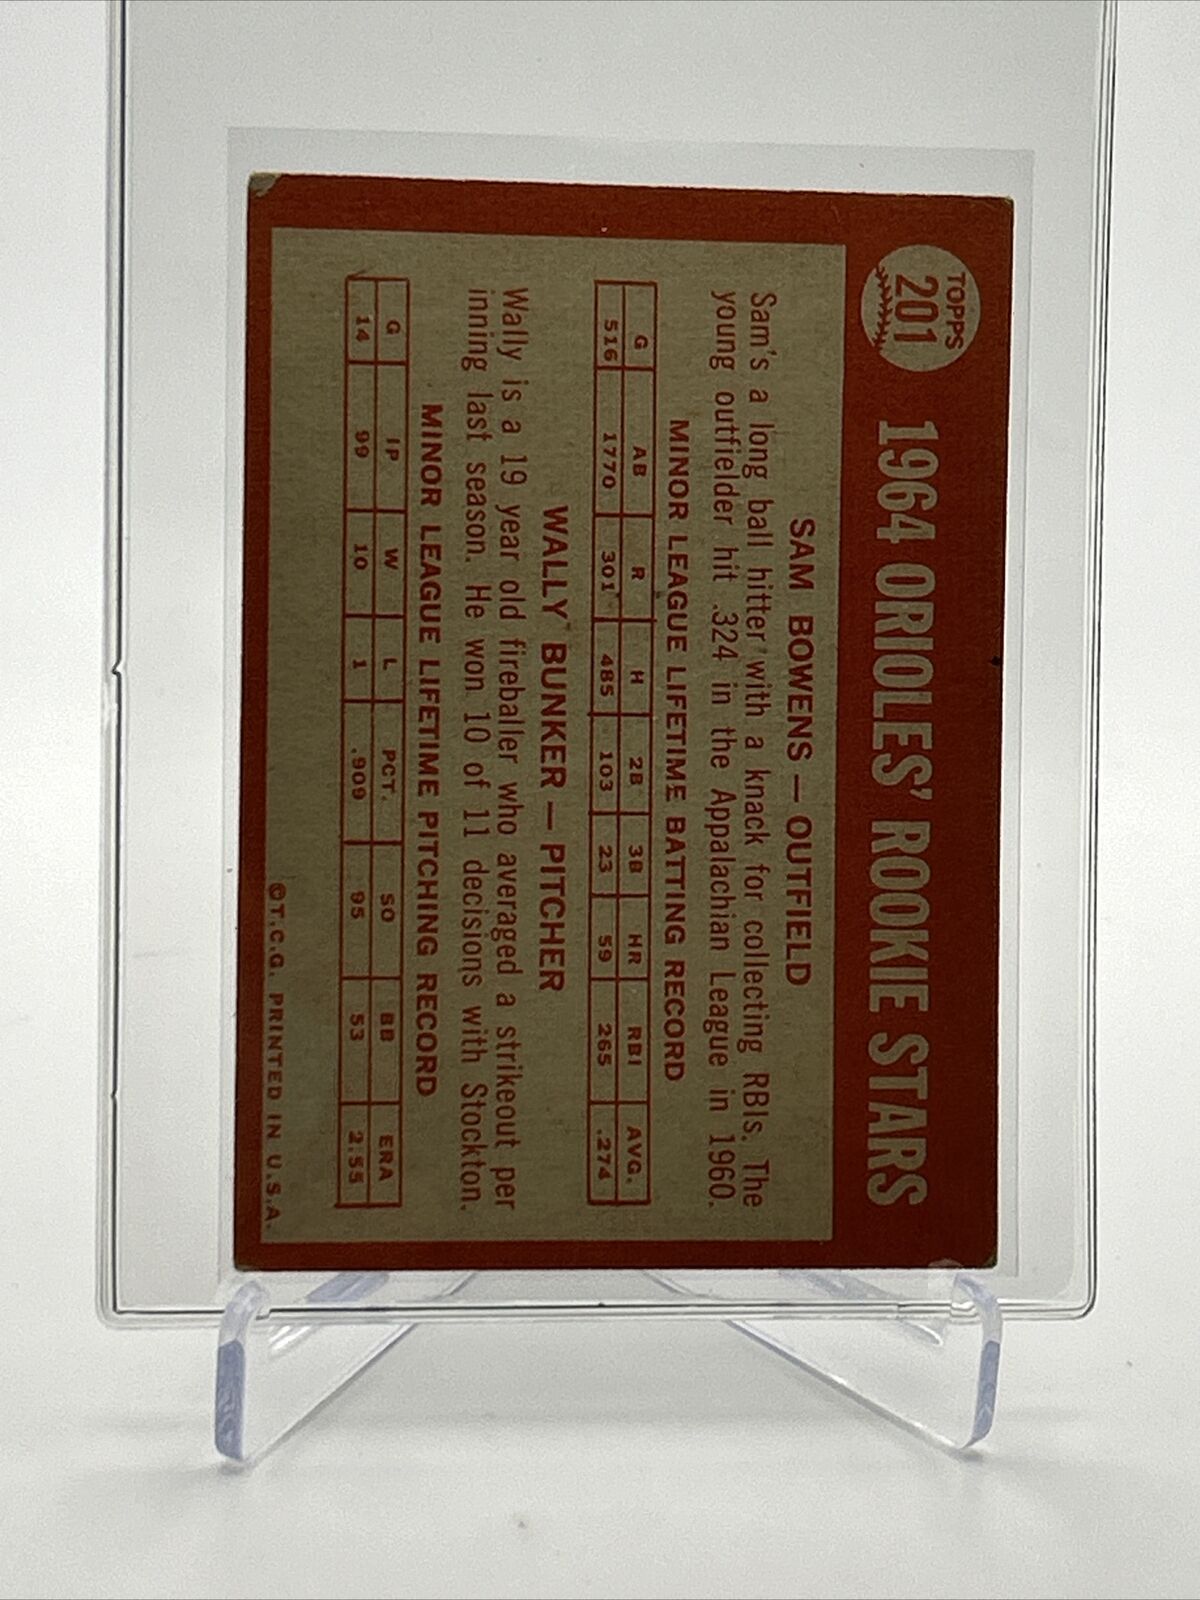 TOPPS
201
1964 ORIOLES' ROOKIE STARS
SAM BOWENS — OUTFIELD
Sam's a long ball hitter with a knack for collecting RBIs. The
young outfielder hit .324 in the Appalachian League in 1960.
MINOR LEAGUE LIFETIME BATTING RECORD
G AB R H 2B 3B HR RBI AVG.
516 1770 301 485 103 23 59 265 .274
WALLY BUNKER — PITCHER
Wally is a 19 year old fireballer who averaged a strikeout per
inning last season. He won 10 of 11 decisions with Stockton.
MINOR LEAGUE LIFETIME PITCHING RECORD
G IP W L PCT. SO BB ERA
14 99 10 1 .909 95 53 2.55
©T.C.G. PRINTED IN U.S.A.